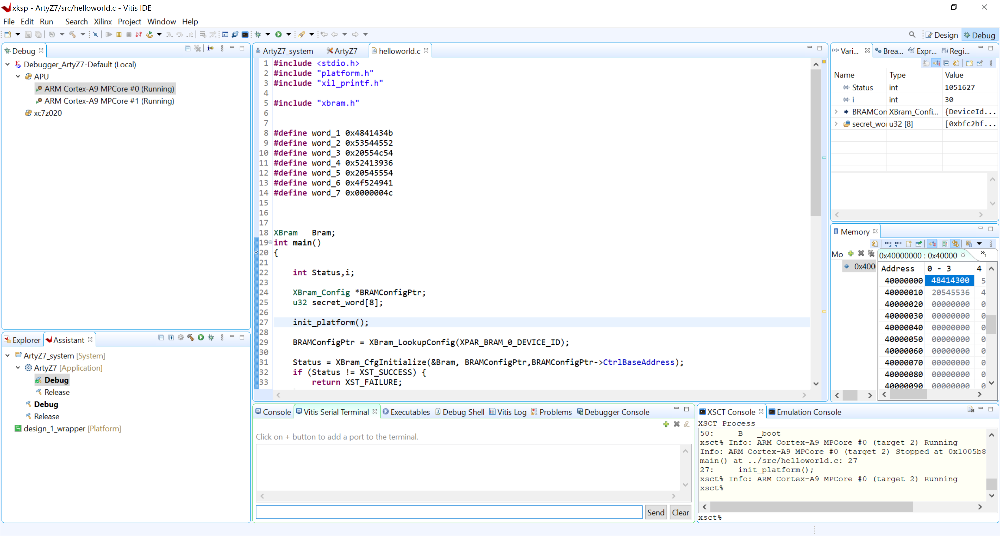 xksp - ArtyZ7/src/helloworld.c - Vitis IDE
File Edit Run Search Xilinx Project Window Help
Design Debug
Debug
Debugger_ArtyZ7-Default (Local)
APU
ARM Cortex-A9 MPCore #0 (Running)
ARM Cortex-A9 MPCore #1 (Running)
xc7z020
Explorer Assistant
ArtyZ7_system [System]
ArtyZ7 [Application]
Debug
Release
Debug
Release
design_1_wrapper [Platform]
ArtyZ7_system ArtyZ7 helloworld.c
1 #include <stdio.h>
2 #include "platform.h"
3 #include "xil_printf.h"
4
5 #include "xbram.h"
6
7
8 #define word_1 0x4841434b
9 #define word_2 0x53544552
10 #define word_3 0x20554c54
11 #define word_4 0x52413936
12 #define word_5 0x20545554
13 #define word_6 0x4f524941
14 #define word_7 0x0000004c
15
16
17
18 XBram   Bram;
19 int main()
20 {
21
22     int Status,i;
23
24     XBram_Config *BRAMConfigPtr;
25     u32 secret_word[8];
26
27     init_platform();
28
29     BRAMConfigPtr = XBram_LookupConfig(XPAR_BRAM_0_DEVICE_ID);
30
31     Status = XBram_CfgInitialize(&Bram, BRAMConfigPtr,BRAMConfigPtr->CtrlBaseAddress);
32     if (Status != XST_SUCCESS) {
33         return XST_FAILURE;
Vari... Brea... Expr... Regi...
Name Type Value
(x)= Status int 1051627
(x)= i int 30
BRAMCon XBram_Confi... {DeviceId...
secret_wo u32 [8] [0xbfc2bf...
Memory
Mo 0x40000000 : 0x40000 »1
0x400
Address 0 - 3 4
40000000 48414300 5
40000010 20545536 4
40000020 00000000 0
40000030 00000000 0
40000040 00000000 0
40000050 00000000 0
40000060 00000000 0
40000070 00000000 0
40000080 00000000 0
40000090 00000000 0
Console Vitis Serial Terminal Executables Debug Shell Vitis Log Problems Debugger Console
Click on + button to add a port to the terminal.
Send Clear
XSCT Console Emulation Console
XSCT Process
50:     B   _boot
xsct% Info: ARM Cortex-A9 MPCore #0 (target 2) Running
Info: ARM Cortex-A9 MPCore #0 (target 2) Stopped at 0x1005b8
main() at ../src/helloworld.c: 27
27:     init_platform();
xsct% Info: ARM Cortex-A9 MPCore #0 (target 2) Running
xsct%
xsct%